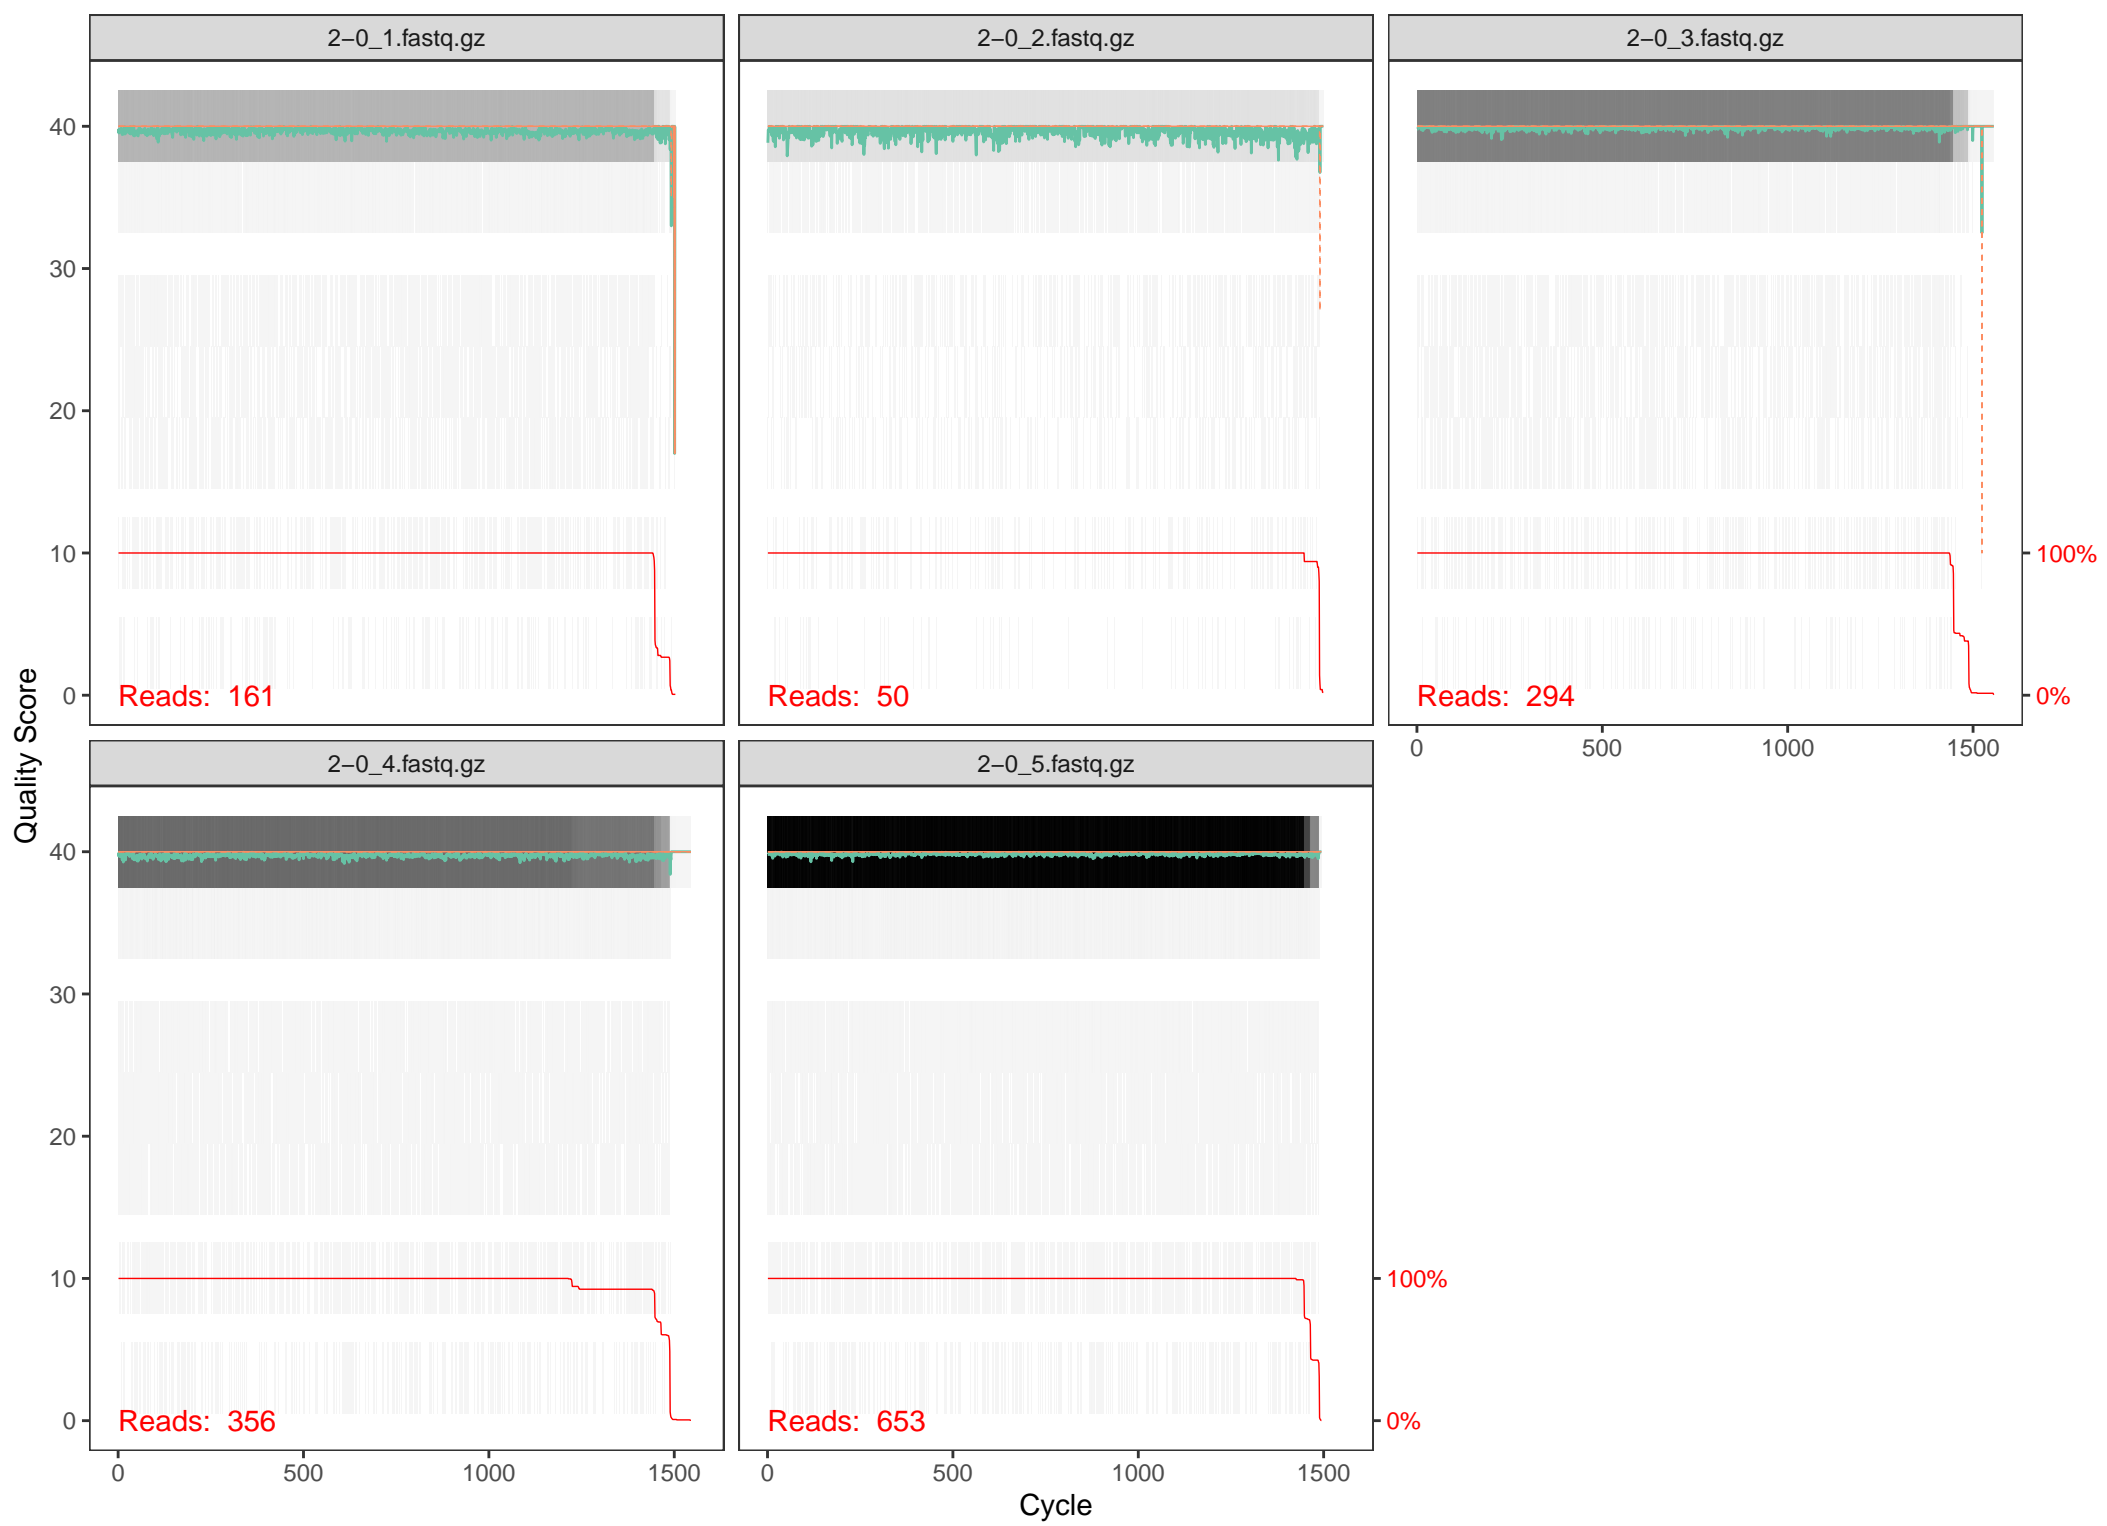 2−0_1.fastq.gz
2−0_2.fastq.gz
2−0_3.fastq.gz
40
30
20
10
0
Reads: 161
Reads: 50
Reads: 294
100%
0%
0 500 1000 1500
Quality Score
2−0_4.fastq.gz
2−0_5.fastq.gz
40
30
20
10
0
Reads: 356
Reads: 653
100%
0%
0 500 1000 1500
0 500 1000 1500
Cycle